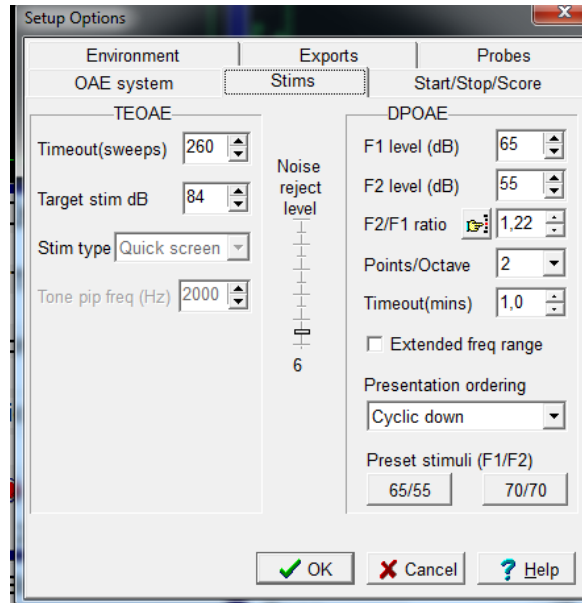 Setup Options
Environment Exports Probes
OAE system Stims Start/Stop/Score
TEOAE
Timeout(sweeps) 260
Target stim dB 84
Stim type Quick screen
Tone pip freq (Hz) 2000
Noise
reject
level
6
DPOAE
F1 level (dB) 65
F2 level (dB) 55
F2/F1 ratio 1,22
Points/Octave 2
Timeout(mins) 1,0
Extended freq range
Presentation ordering
Cyclic down
Preset stimuli (F1/F2)
65/55 70/70
OK Cancel ? Help